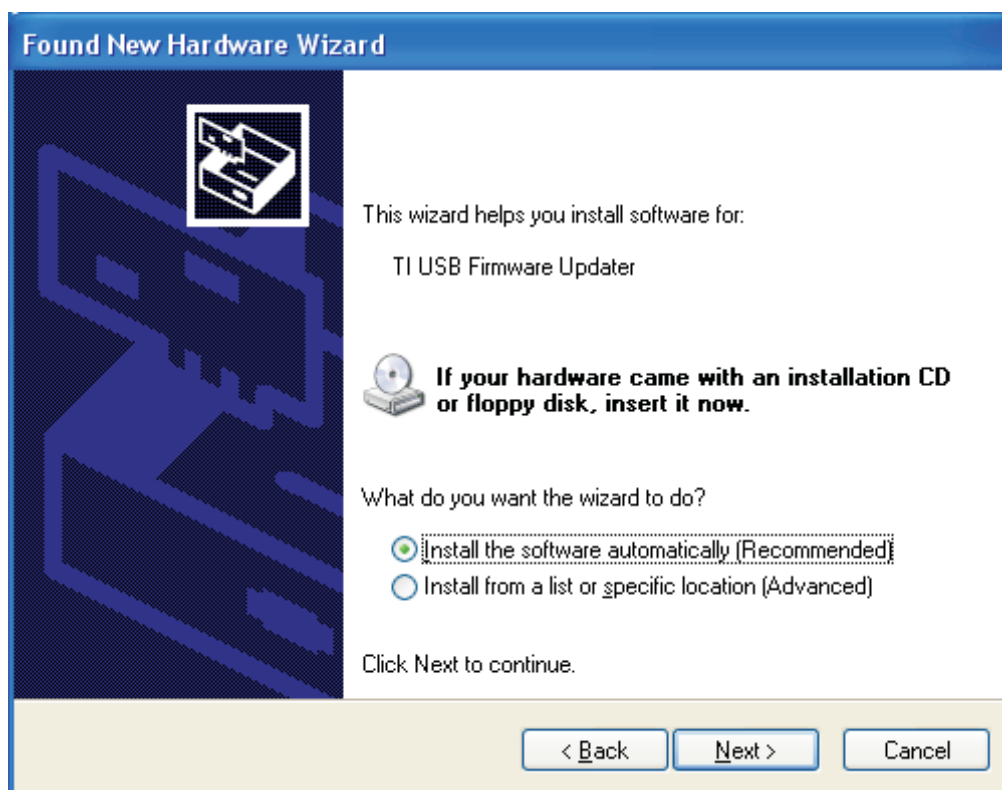 Found New Hardware Wizard
This wizard helps you install software for:
TI USB Firmware Updater
If your hardware came with an installation CD
or floppy disk, insert it now.
What do you want the wizard to do?
Install the software automatically (Recommended)
Install from a list or specific location (Advanced)
Click Next to continue.
< Back Next > Cancel